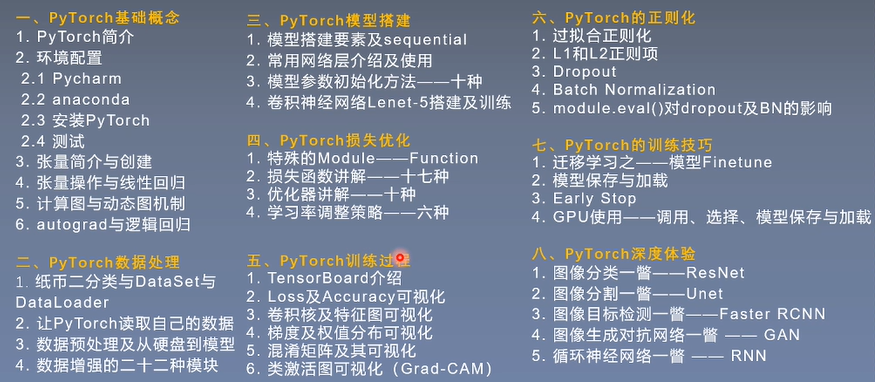 一、PyTorch基础概念
1. PyTorch简介
2. 环境配置
2.1 Pycharm
2.2 anaconda
2.3 安装PyTorch
2.4 测试
3. 张量简介与创建
4. 张量操作与线性回归
5. 计算图与动态图机制
6. autograd与逻辑回归
二、PyTorch数据处理
1. 纸币二分类与DataSet与
DataLoader
2. 让PyTorch读取自己的数据
3. 数据预处理及从硬盘到模型
4. 数据增强的二十二种模块
三、PyTorch模型搭建
1. 模型搭建要素及sequential
2. 常用网络层介绍及使用
3. 模型参数初始化方法——十种
4. 卷积神经网络Lenet-5搭建及训练
四、PyTorch损失优化
1. 特殊的Module——Function
2. 损失函数讲解——十七种
3. 优化器讲解——十种
4. 学习率调整策略——六种
五、PyTorch训练过程
1. TensorBoard介绍
2. Loss及Accuracy可视化
3. 卷积核及特征图可视化
4. 梯度及权值分布可视化
5. 混淆矩阵及其可视化
6. 类激活图可视化（Grad-CAM）
六、PyTorch的正则化
1. 过拟合正则化
2. L1和L2正则项
3. Dropout
4. Batch Normalization
5. module.eval()对dropout及BN的影响
七、PyTorch的训练技巧
1. 迁移学习之——模型Finetune
2. 模型保存与加载
3. Early Stop
4. GPU使用——调用、选择、模型保存与加载
八、PyTorch深度体验
1. 图像分类一瞥——ResNet
2. 图像分割一瞥——Unet
3. 图像目标检测一瞥——Faster RCNN
4. 图像生成对抗网络一瞥 —— GAN
5. 循环神经网络一瞥 —— RNN